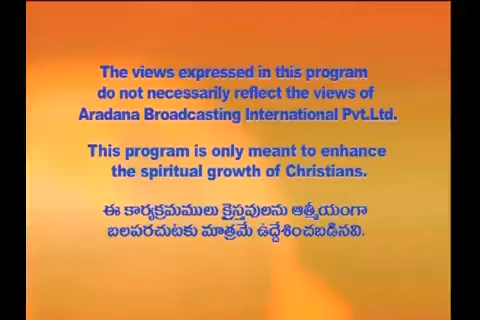 The views expressed in this program
do not necessarily reflect the views of
Aradana Broadcasting International Pvt.Ltd.
This program is only meant to enhance
the spiritual growth of Christians.
ఈ కార్యక్రమములు క్రైస్తవులను ఆత్మీయంగా
బలపరచుటకు మాత్రమే ఉద్దేశించబడినవి.